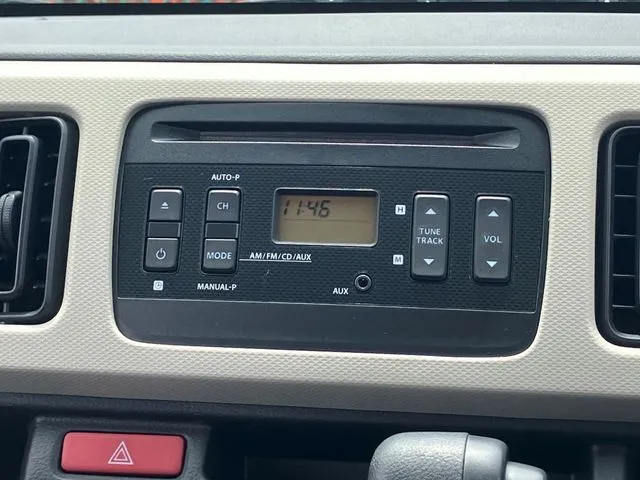 AUTO-P
CH
11:46
H
TUNE
TRACK
VOL
MODE
AM/FM/CD/AUX
M
MANUAL-P
AUX